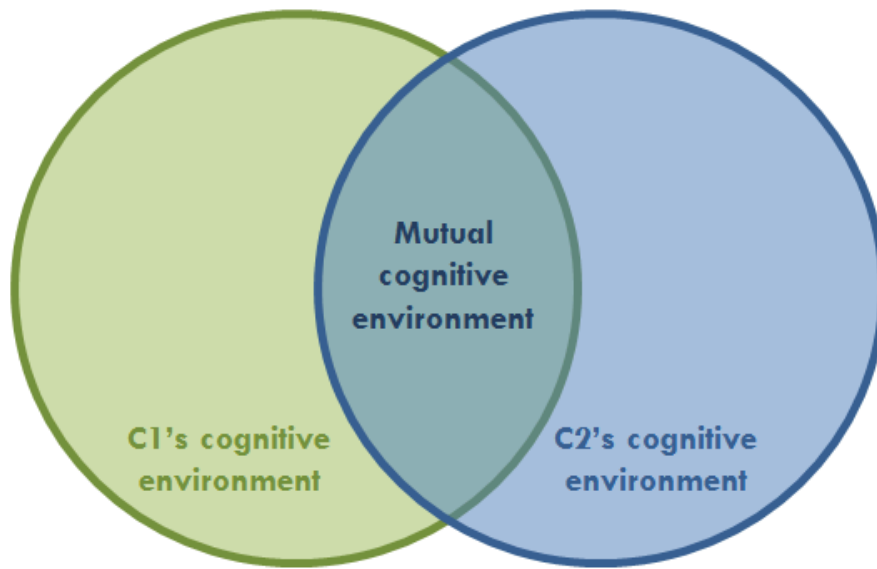 Mutual
cognitive
environment
C1’s cognitive
environment
C2’s cognitive
environment